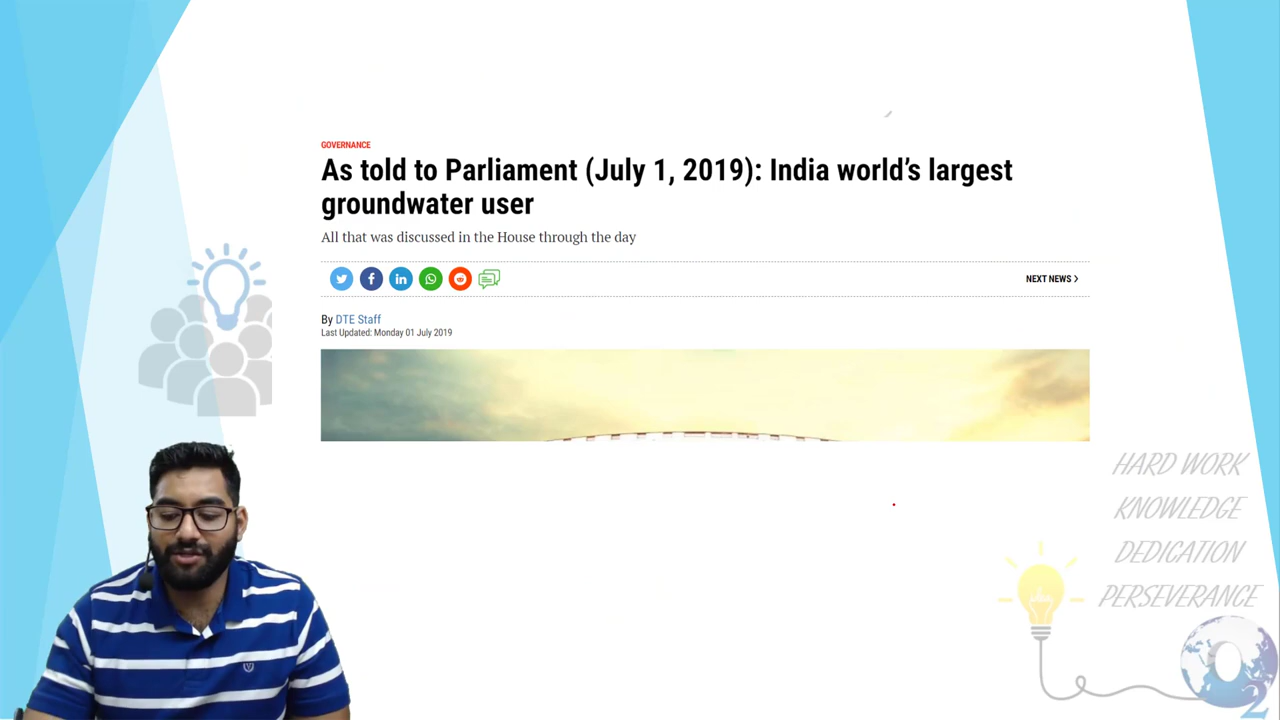 GOVERNANCE
As told to Parliament (July 1, 2019): India world's largest
groundwater user
All that was discussed in the House through the day
NEXT NEWS >
By DTE Staff
Last Updated: Monday 01 July 2019
HARD WORK
KNOWLEDGE
DEDICATION
PERSEVERANCE
O2